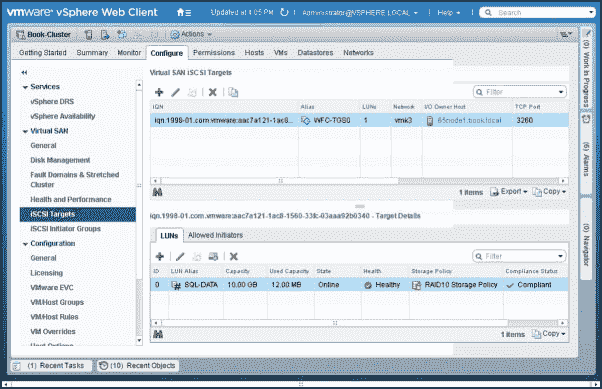 vmware® vSphere Web Client
Updated at 4:05 PM
Administrator@VSPHERE.LOCAL
Help
Search
Book-Cluster
Actions
Getting Started Summary Monitor Configure Permissions Hosts VMs Datastores Networks
Services
vSphere DRS
vSphere Availability
Virtual SAN
General
Disk Management
Fault Domains & Stretched Cluster
Health and Performance
iSCSI Targets
iSCSI Initiator Groups
Configuration
General
Licensing
VMware EVC
VM/Host Groups
VM/Host Rules
VM Overrides
Host Options
Virtual SAN iSCSI Targets
Filter
IQN Alias LUNs Network I/O Owner Host TCP Port
iqn.1998-01.com.vmware:aac7a121-1ac8... WFC-TGB0 1 vmk3 65node1.book.local 3260
1 items Export Copy
Target Details
LUNs Allowed Initiators
Filter
ID LUN Alias Capacity Used Capacity State Health Storage Policy Compliance Status
0 SQL-DATA 10.00 GB 12.00 MB Online Healthy RAID10 Storage Policy Compliant
1 items Copy
(0) Work In Progress
(6) Alarms
(0) Navigator
(1) Recent Tasks (10) Recent Objects